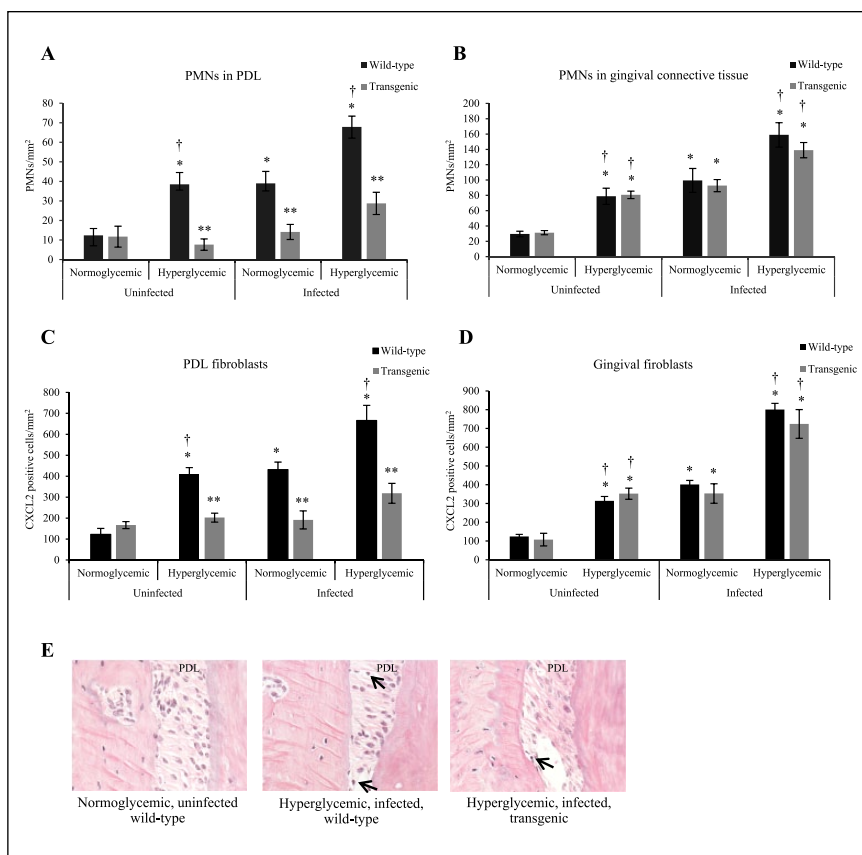 A
PMNs in PDL
Wild-type
Transgenic
PMNs/mm²
80
70
60
50
40
30
20
10
0
†
*
**
*
**
†
*
**
Normoglycemic Hyperglycemic Normoglycemic Hyperglycemic
Uninfected Infected
B
PMNs in gingival connective tissue
Wild-type
Transgenic
PMNs/mm²
200
180
160
140
120
100
80
60
40
20
0
† †
* *
* *
† †
* *
Normoglycemic Hyperglycemic Normoglycemic Hyperglycemic
Uninfected Infected
C
PDL fibroblasts
Wild-type
Transgenic
CXCL2 positive cells/mm²
800
700
600
500
400
300
200
100
0
†
*
**
*
**
†
*
**
Normoglycemic Hyperglycemic Normoglycemic Hyperglycemic
Uninfected Infected
D
Gingival firoblasts
Wild-type
Transgenic
CXCL2 positive cells/mm²
900
800
700
600
500
400
300
200
100
0
† †
* *
* *
† †
* *
Normoglycemic Hyperglycemic Normoglycemic Hyperglycemic
Uninfected Infected
E
PDL
PDL
PDL
Normoglycemic, uninfected
wild-type
Hyperglycemic, infected,
wild-type
Hyperglycemic, infected,
transgenic